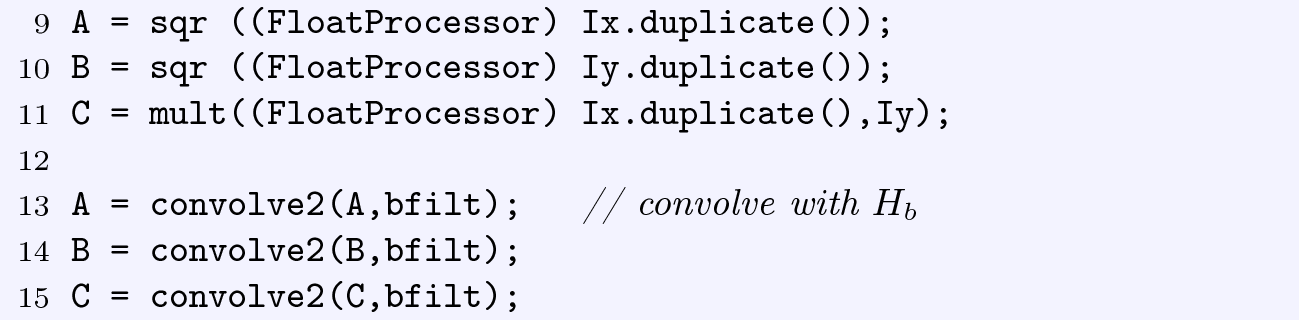 9 A = sqr ((FloatProcessor) Ix.duplicate());
10 B = sqr ((FloatProcessor) Iy.duplicate());
11 C = mult((FloatProcessor) Ix.duplicate(),Iy);
12
13 A = convolve2(A,bfilt); // convolve with H_b
14 B = convolve2(B,bfilt);
15 C = convolve2(C,bfilt);